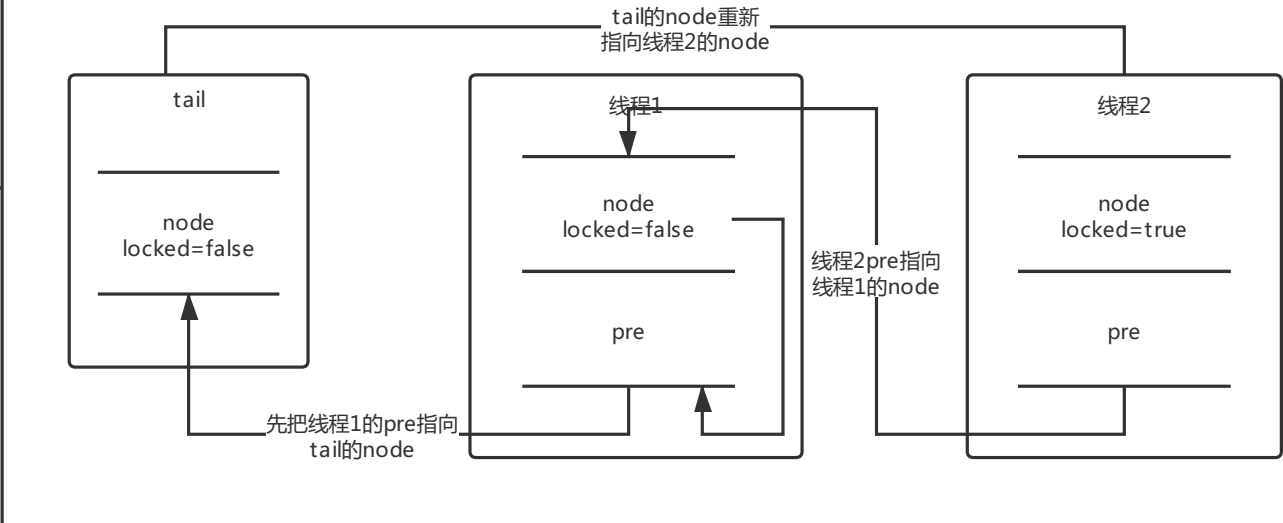 tail的node重新
指向线程2的node
tail
node
locked=false
线程1
node
locked=false
pre
线程2pre指向
线程1的node
线程2
node
locked=true
pre
先把线程1的pre指向
tail的node